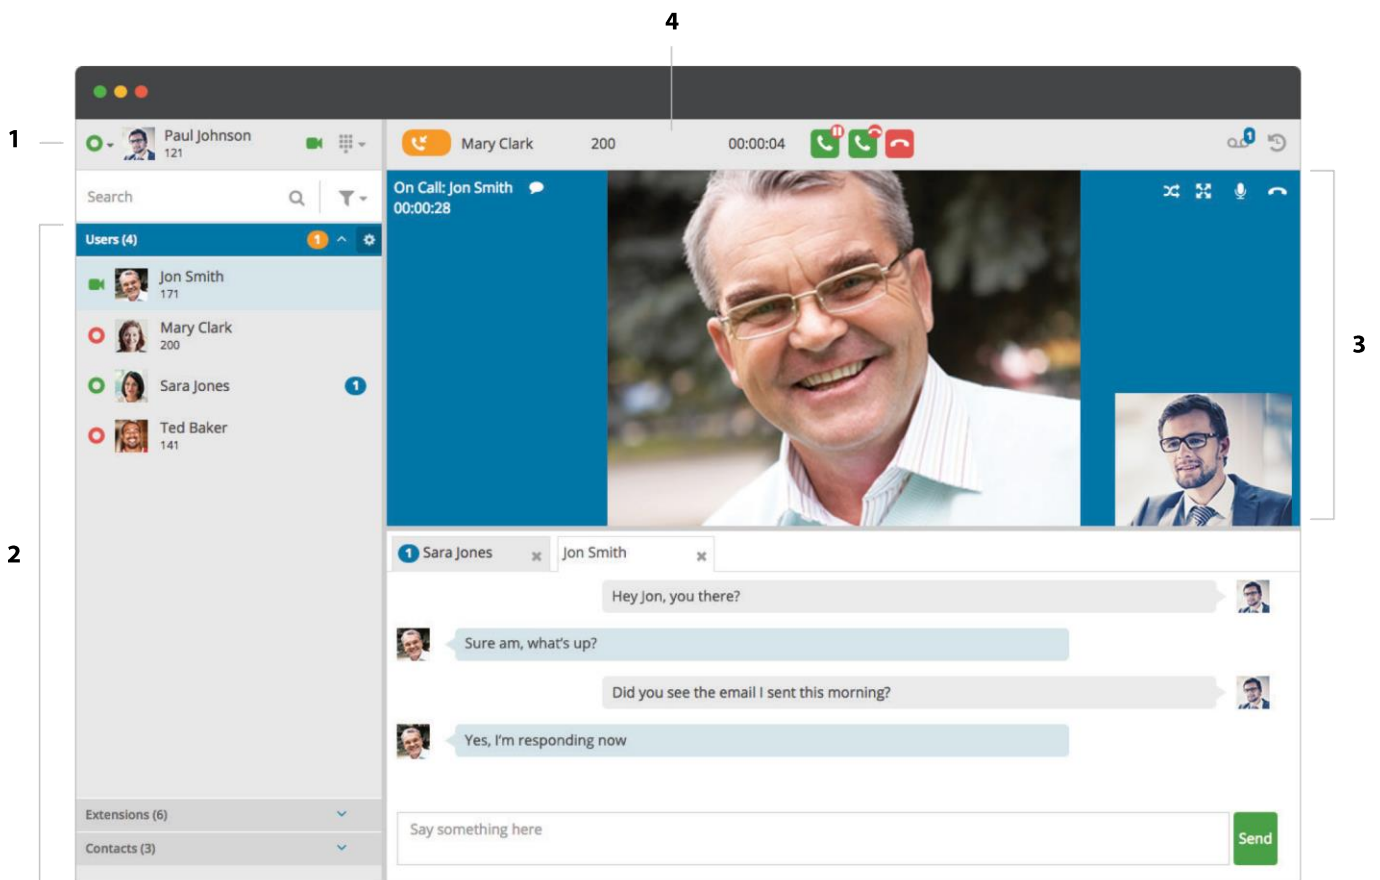 4
1
Paul Johnson
121
Mary Clark 200 00:00:04
1
Search
On Call: Jon Smith
00:00:28
Users (4) 1
Jon Smith
171
Mary Clark
200
Sara Jones 1
Ted Baker
141
3
2
1 Sara Jones Jon Smith
Hey Jon, you there?
Sure am, what's up?
Did you see the email I sent this morning?
Yes, I'm responding now
Extensions (6)
Contacts (3)
Say something here
Send